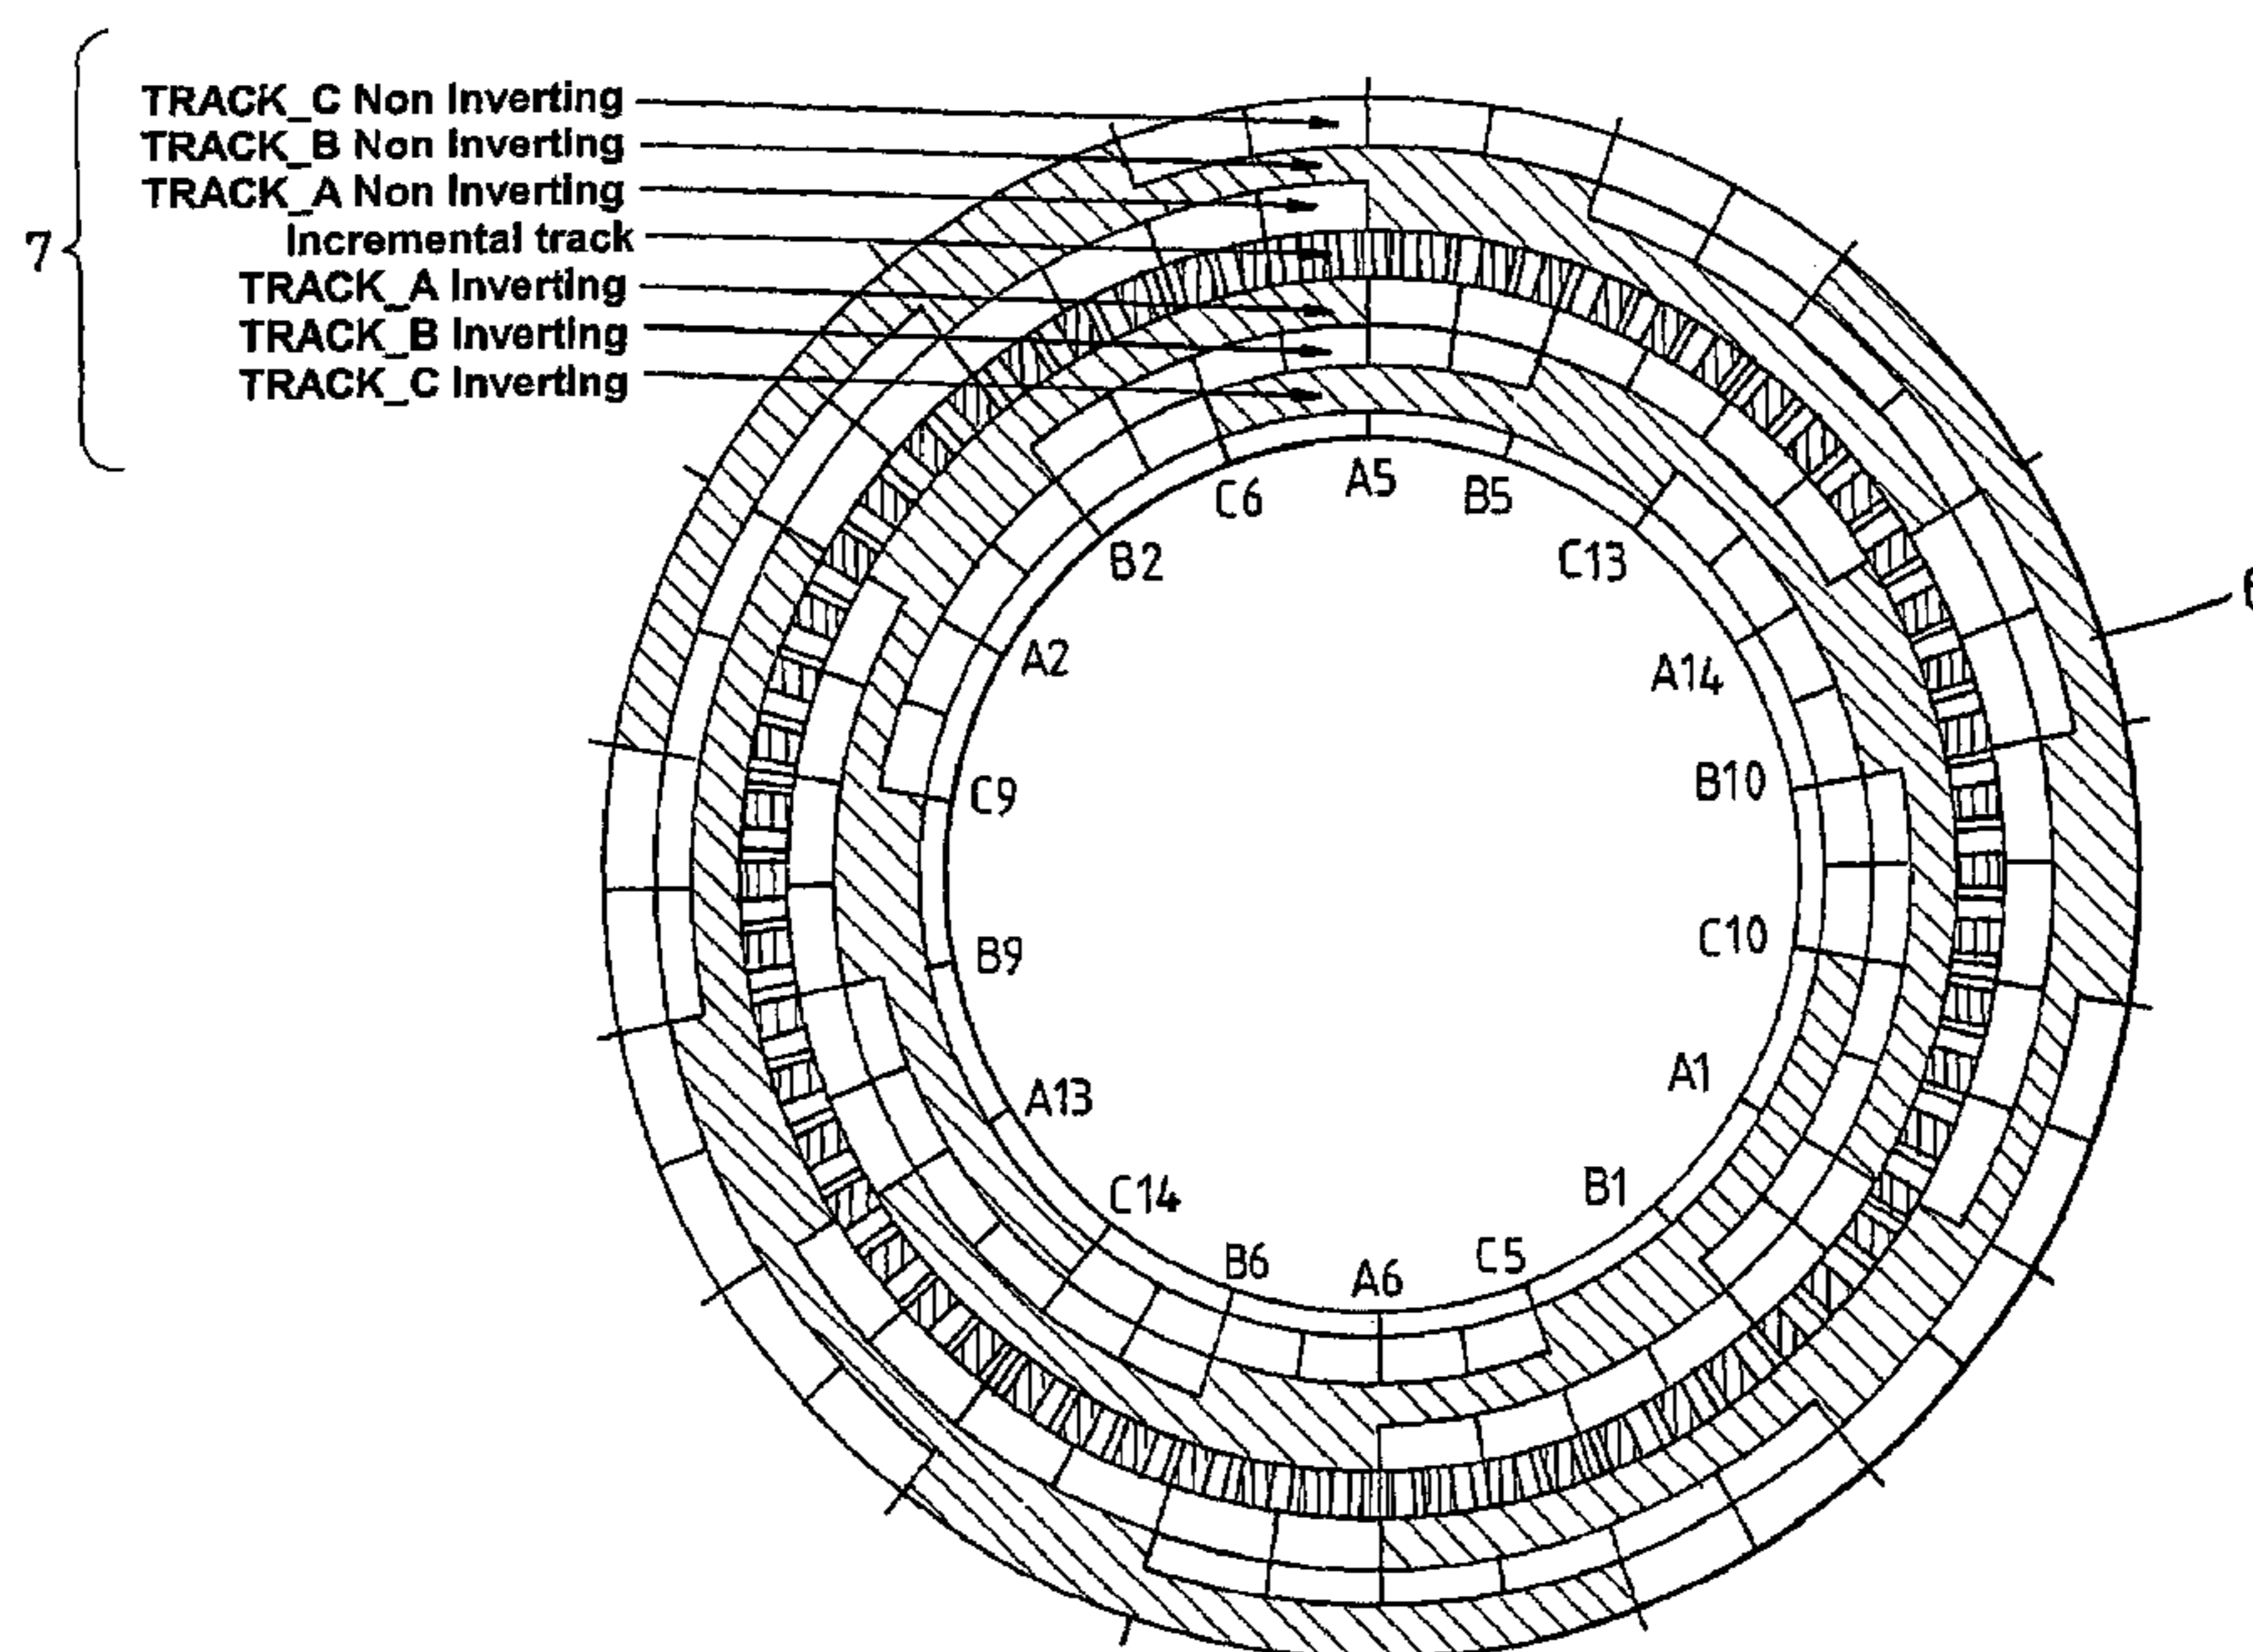 TRACK_C Non Inverting
TRACK_B Non Inverting
TRACK_A Non Inverting
Incremental track
TRACK_A Inverting
TRACK_B Inverting
TRACK_C Inverting
7
A5
C6
B5
B2
C13
6
A2
A14
C9
B10
B9
C10
A13
A1
C14
B1
B6
A6
C5